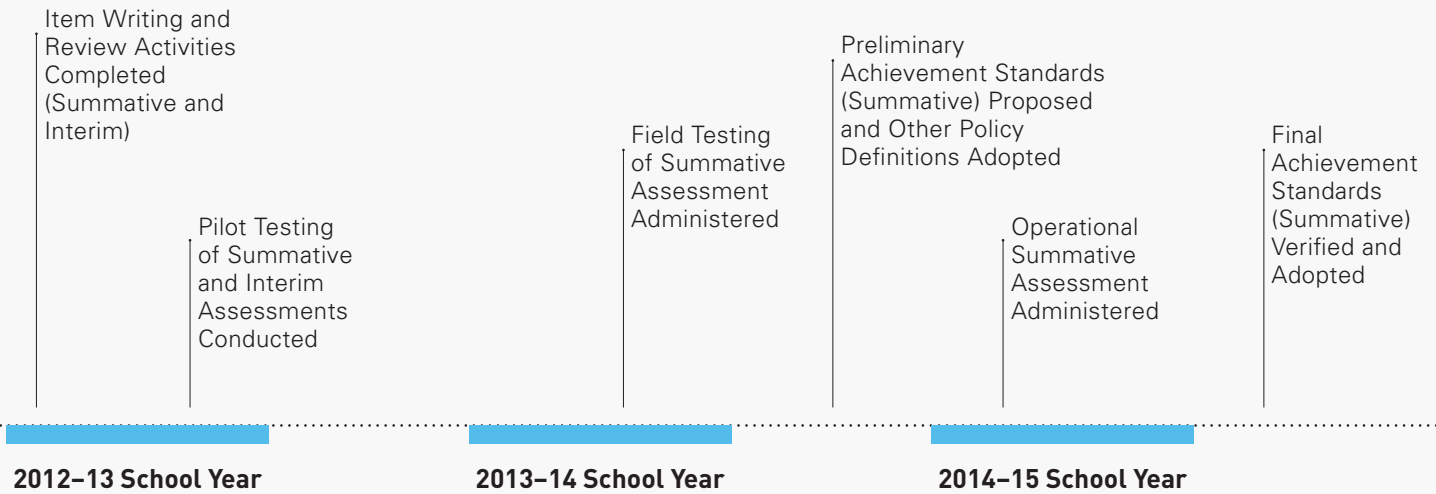 Item Writing and
Review Activities
Completed
(Summative and
Interim)
Pilot Testing
of Summative
and Interim
Assessments
Conducted
Field Testing
of Summative
Assessment
Administered
Preliminary
Achievement Standards
(Summative) Proposed
and Other Policy
Definitions Adopted
Operational
Summative
Assessment
Administered
Final
Achievement
Standards
(Summative)
Verified and
Adopted
2012–13 School Year
2013–14 School Year
2014–15 School Year